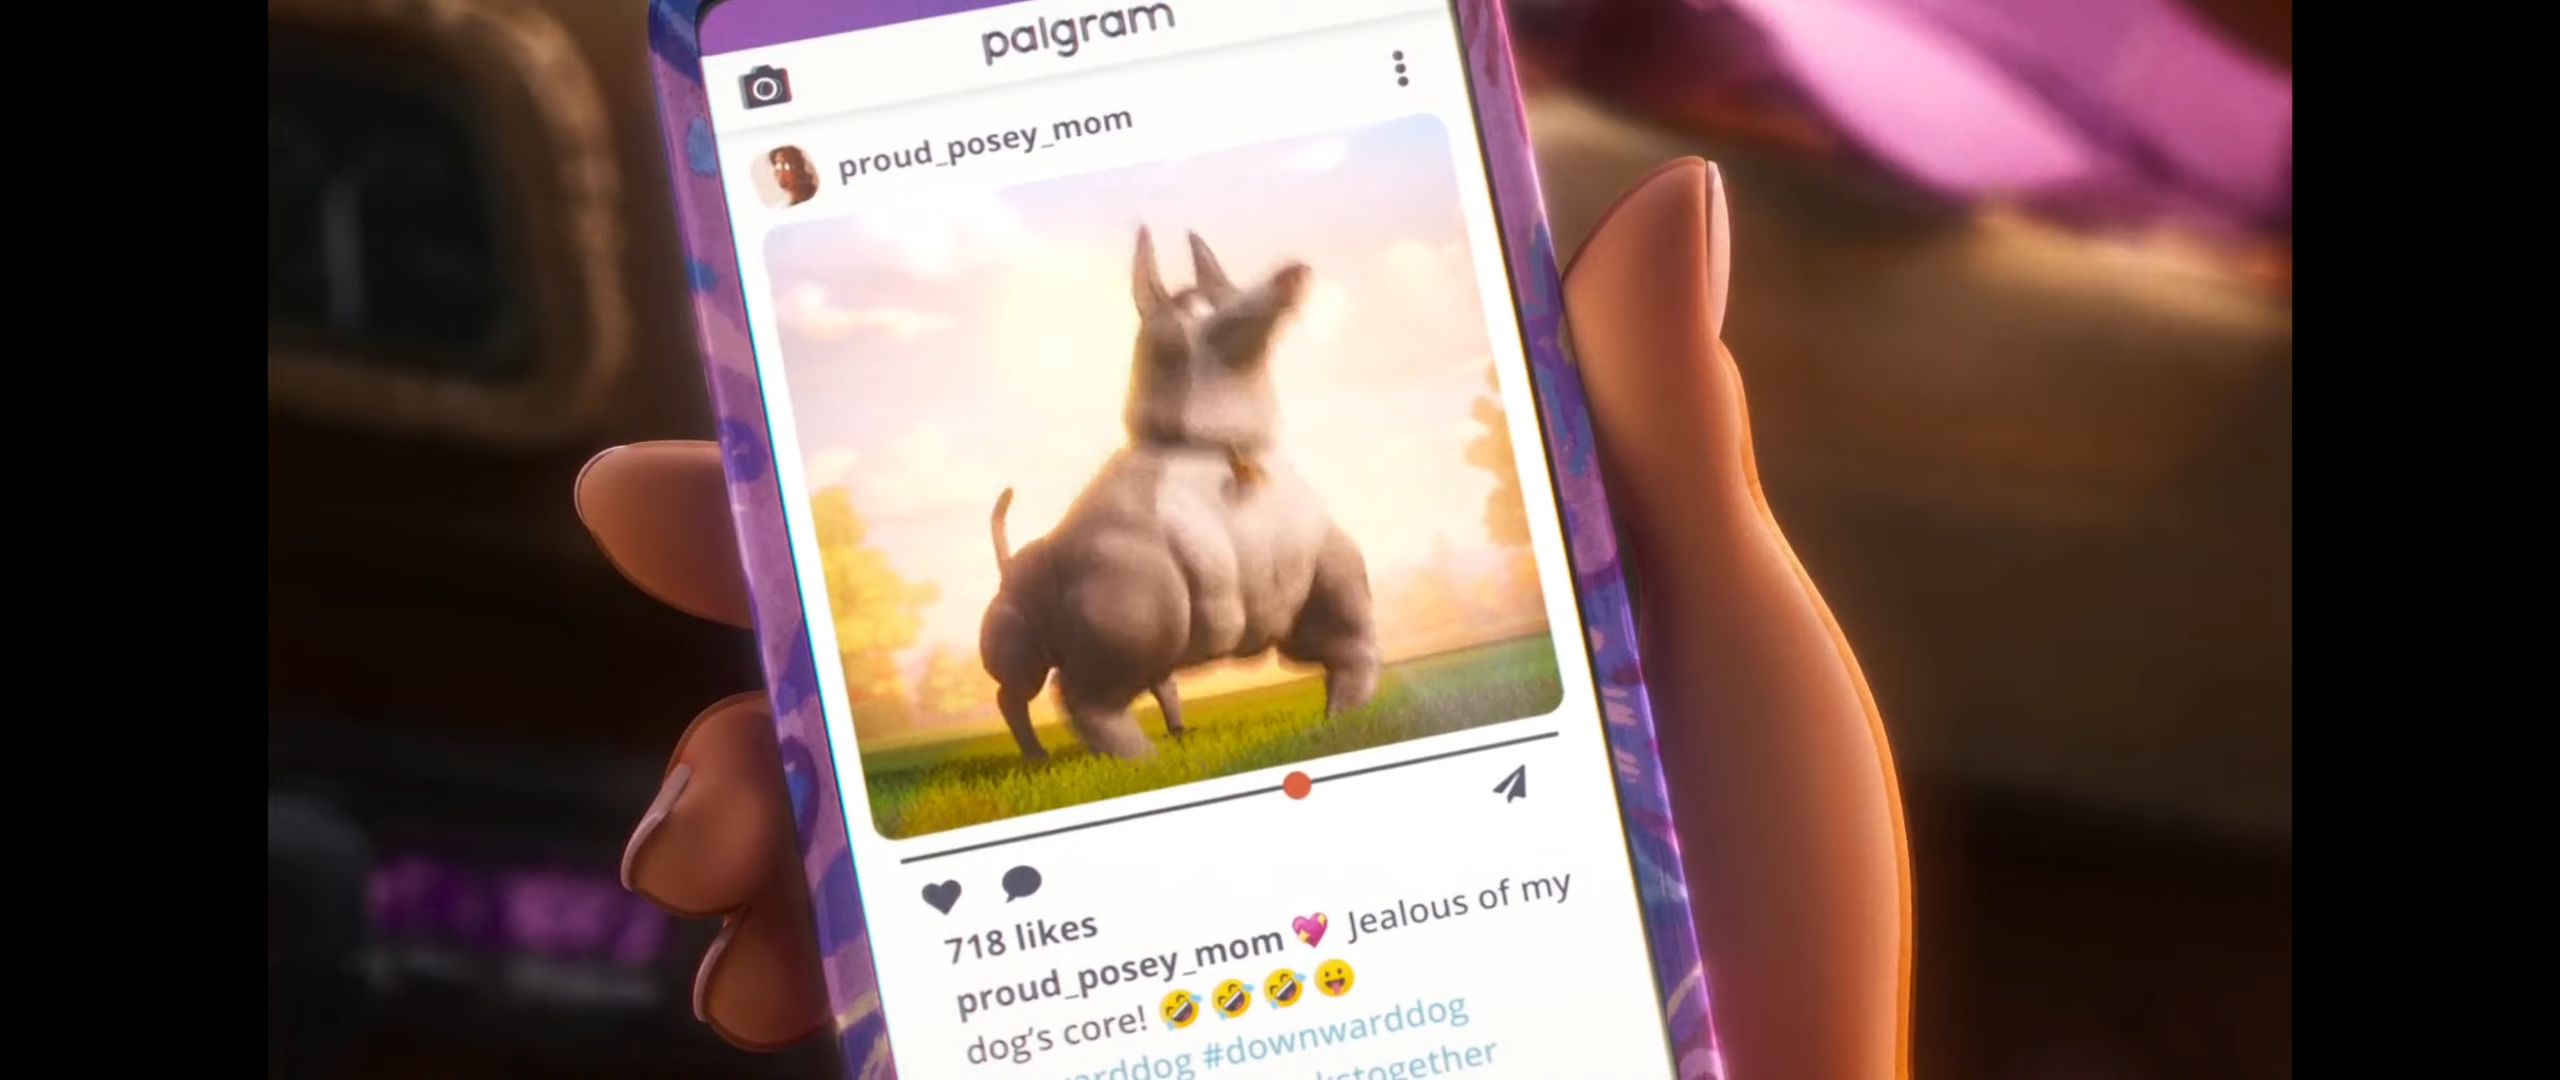 palgram
proud_posey_mom
718 likes
proud_posey_mom 💖 Jealous of my
dog's core! 🤣🤣🤣😛
#downwarddog